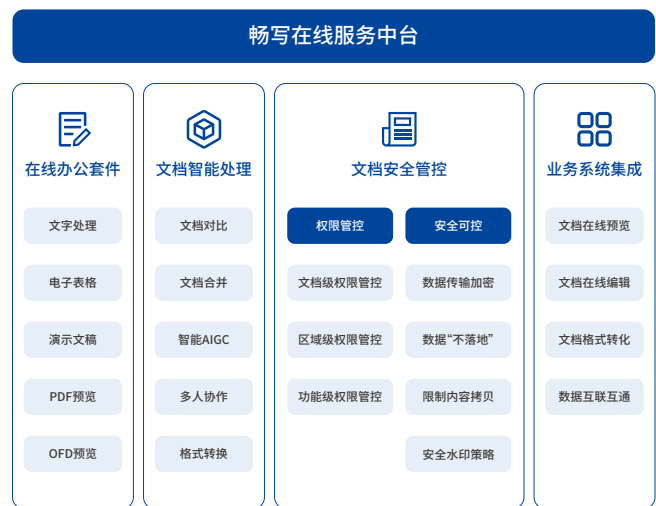 畅写在线服务中台
在线办公套件
文字处理
电子表格
演示文稿
PDF预览
OFD预览
文档智能处理
文档对比
文档合并
智能AIGC
多人协作
格式转换
文档安全管控
权限管控
文档级权限管控
区域级权限管控
功能级权限管控
安全可控
数据传输加密
数据“不落地”
限制内容拷贝
安全水印策略
业务系统集成
文档在线预览
文档在线编辑
文档格式转化
数据互联互通